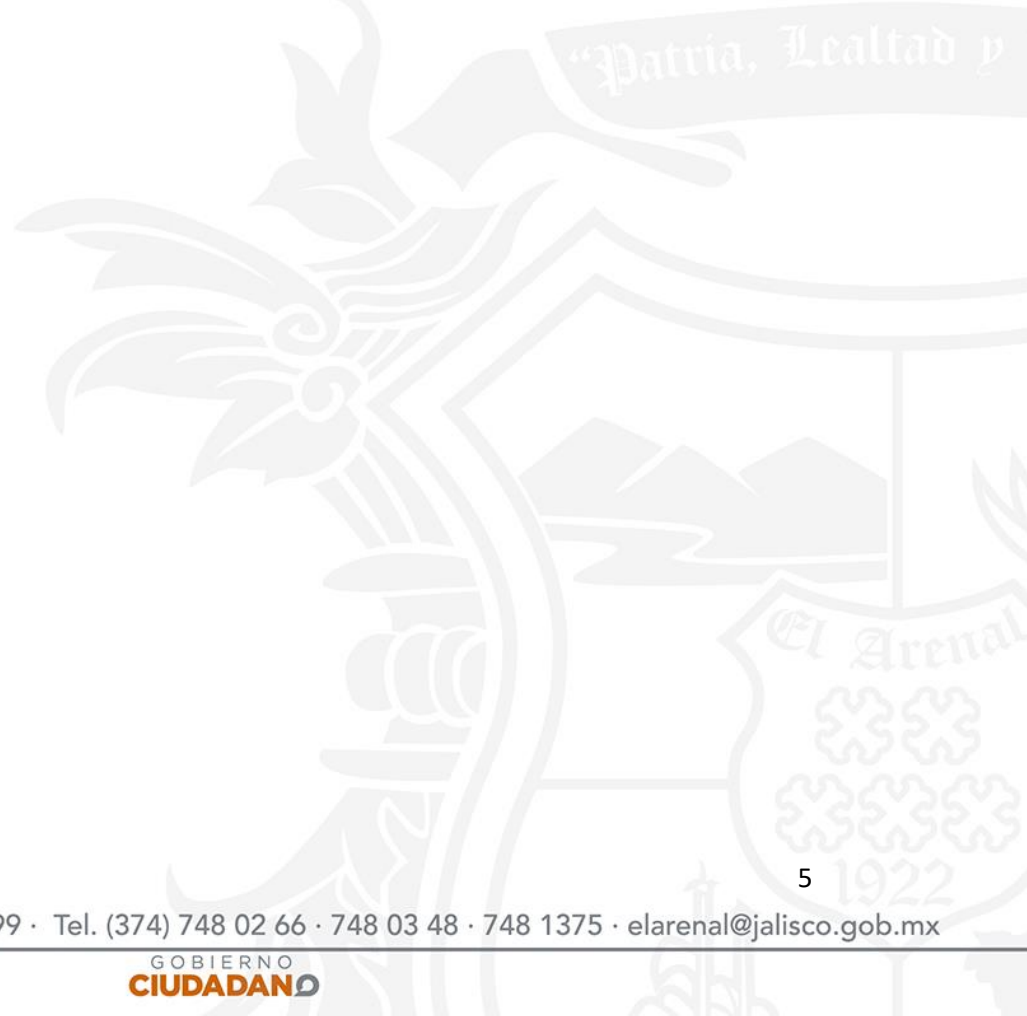 “Patria, Lealtad y
El Arenal
5
1922
99 · Tel. (374) 748 02 66 · 748 03 48 · 748 1375 · elarenal@jalisco.gob.mx
GOBIERNO
CIUDADANO